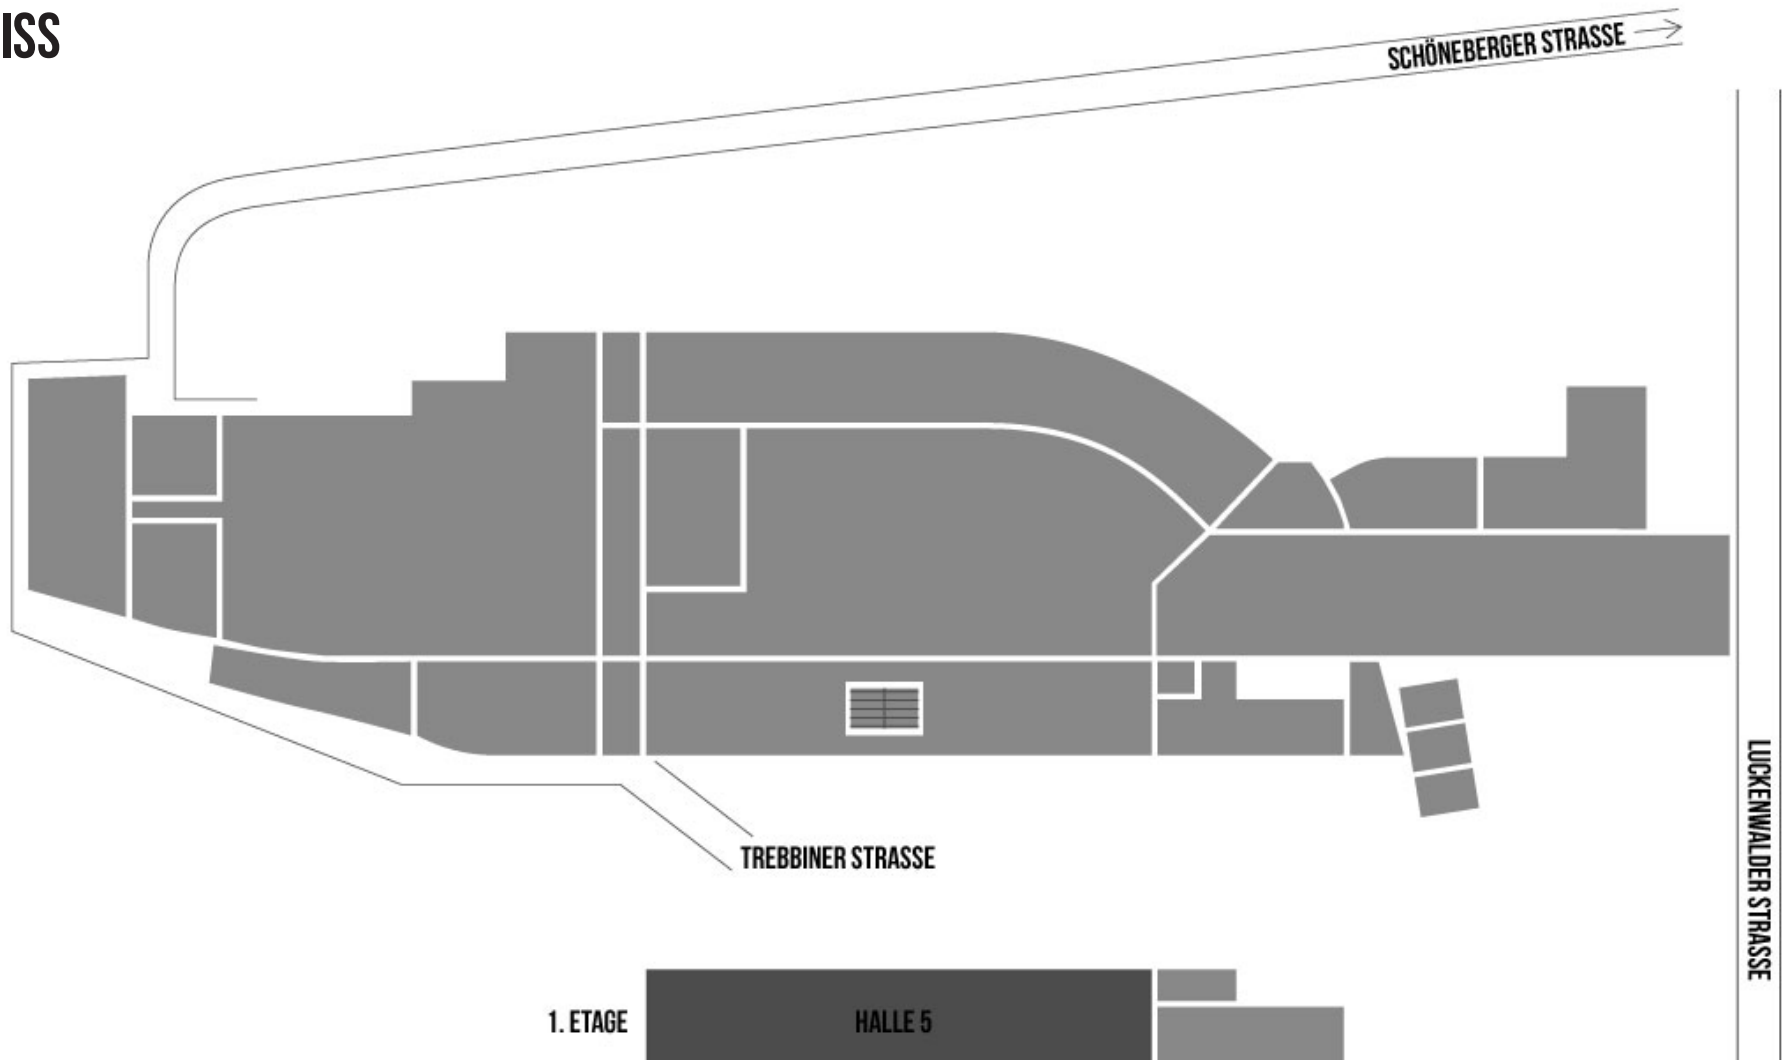 ISS
SCHÖNEBERGER STRASSE
TREBBINER STRASSE
LUCKENWALDER STRASSE
1. ETAGE
HALLE 5